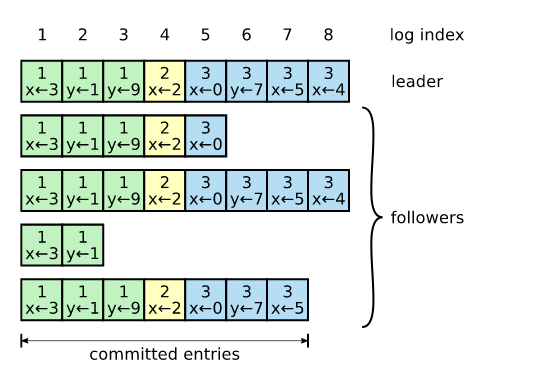 1 2 3 4 5 6 7 8 log index
1 1 1 2 3 3 3 3
x←3 y←1 y←9 x←2 x←0 y←7 x←5 x←4
leader
1 1 1 2 3
x←3 y←1 y←9 x←2 x←0
1 1 1 2 3 3 3 3
x←3 y←1 y←9 x←2 x←0 y←7 x←5 x←4
followers
1 1
x←3 y←1
1 1 1 2 3 3 3
x←3 y←1 y←9 x←2 x←0 y←7 x←5
committed entries